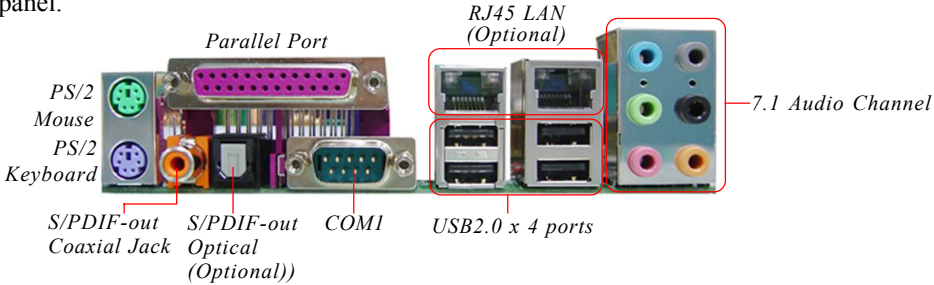 panel.
RJ45 LAN
(Optional)
Parallel Port
PS/2
Mouse
PS/2
Keyboard
7.1 Audio Channel
S/PDIF-out
Coaxial Jack
S/PDIF-out
Optical
(Optional))
COM1
USB2.0 x 4 ports